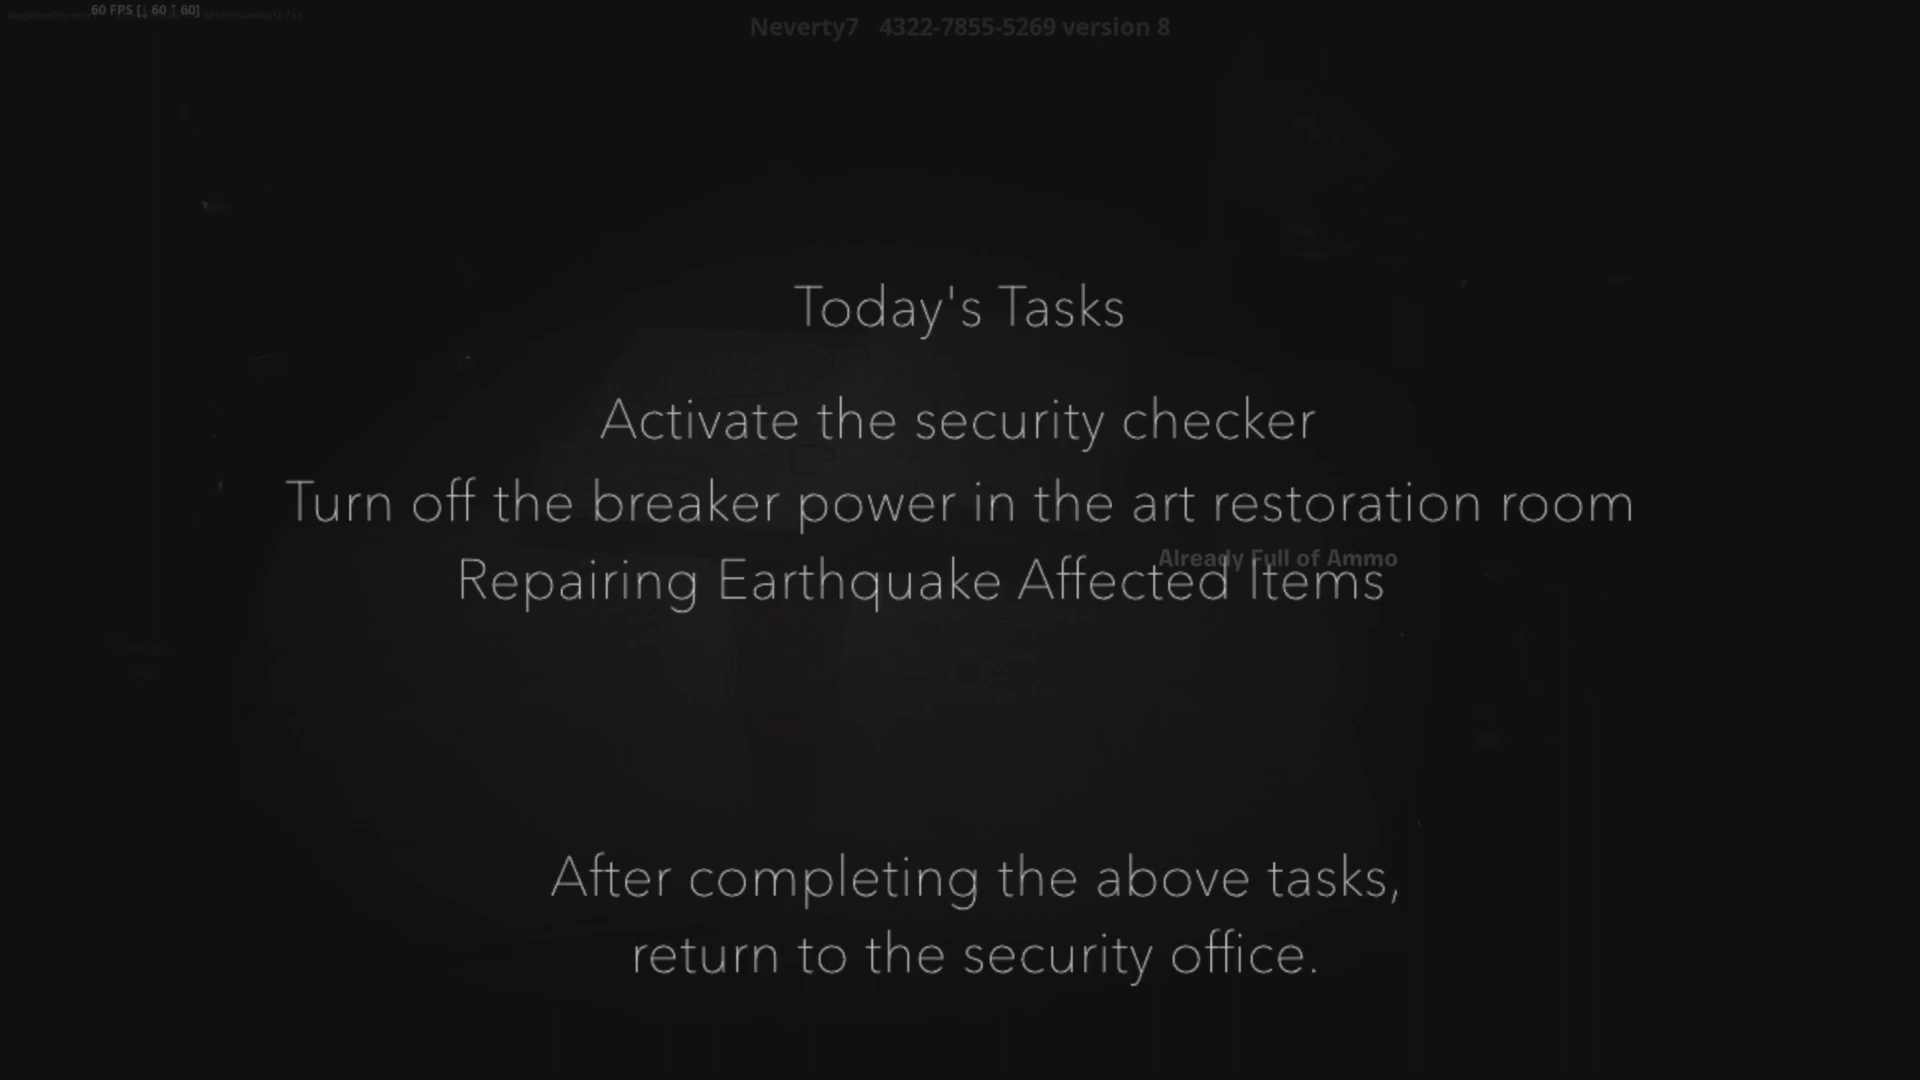 60 FPS [↓ 60 ↑ 60]
Neverty7 4322-7855-5269 version 8
Today's Tasks
Activate the security checker
Turn off the breaker power in the art restoration room
Already Full of Ammo
Repairing Earthquake Affected Items
After completing the above tasks,
return to the security office.